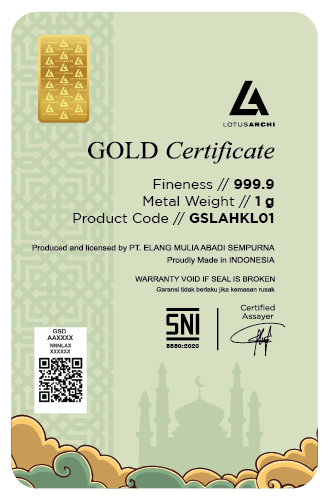 LOTUSARCHI
GOLD Certificate
Fineness // 999.9
Metal Weight // 1 g
Product Code // GSLAHKL01
Produced and licensed by PT. ELANG MULIA ABADI SEMPURNA
Proudly Made in INDONESIA
WARRANTY VOID IF SEAL IS BROKEN
Garansi tidak berlaku jika kemasan rusak
GSD
AAXXXX
NNNLAX
XXXXXX
SNI
8880:2020
Certified
Assayer